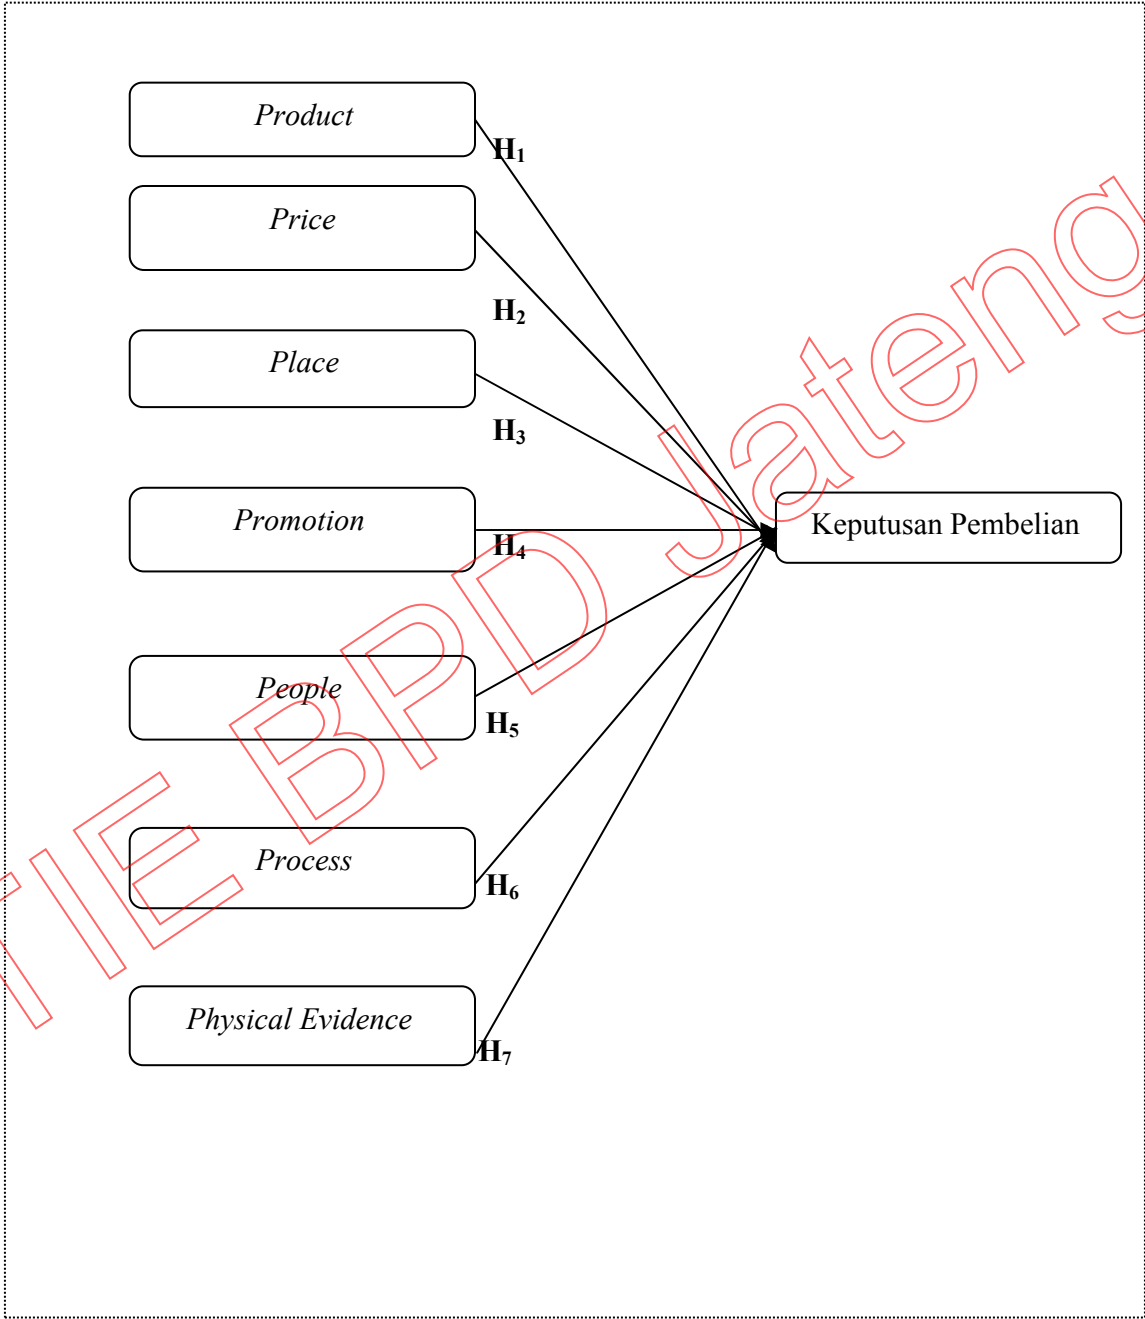 Product
H1
Price
H2
Place
H3
Promotion
H4
Keputusan Pembelian
People
H5
Process
H6
Physical Evidence
H7
TIE BPD Jateng